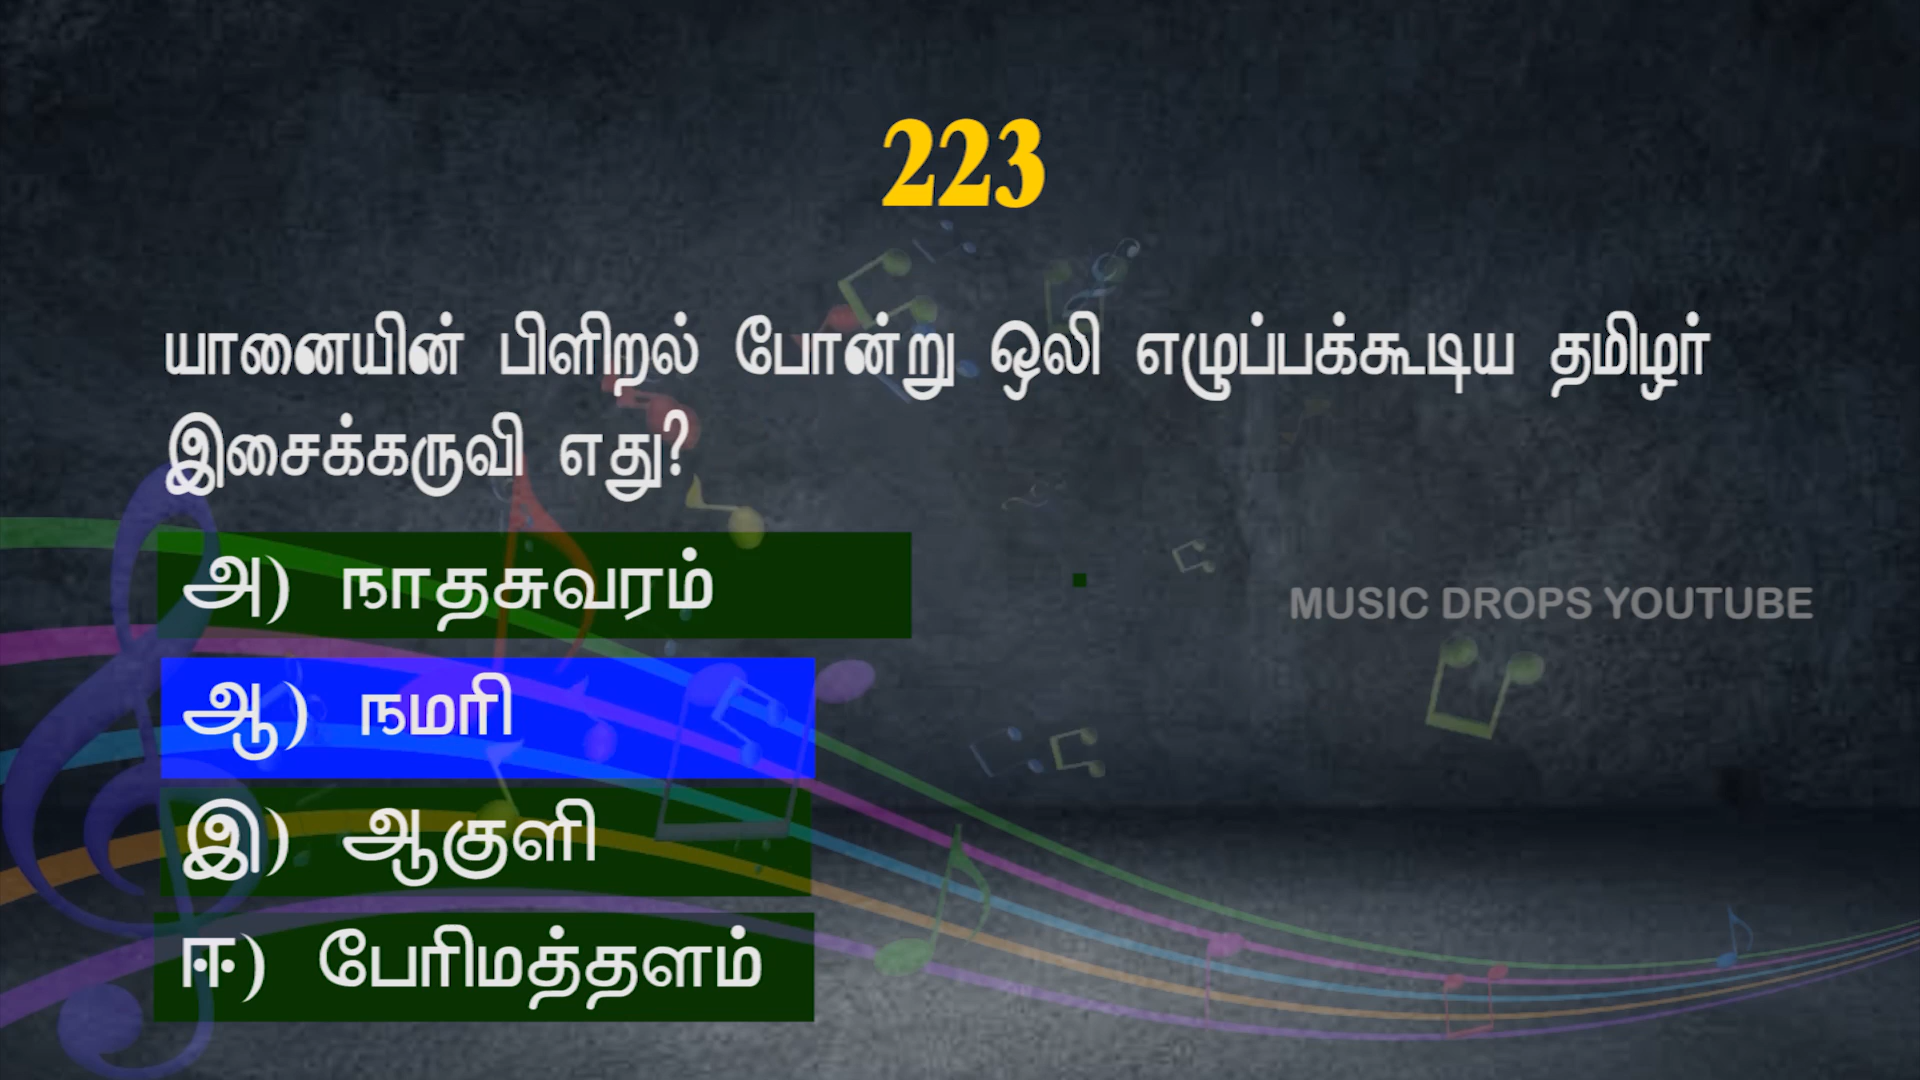 223
யானையின் பிளிறல் போன்று ஒலி எழுப்பக்கூடிய தமிழர்
இசைக்கருவி எது?
அ) நாதசுவரம்
MUSIC DROPS YOUTUBE
ஆ) நமரி
இ) ஆகுளி
ஈ) பேரிமத்தளம்